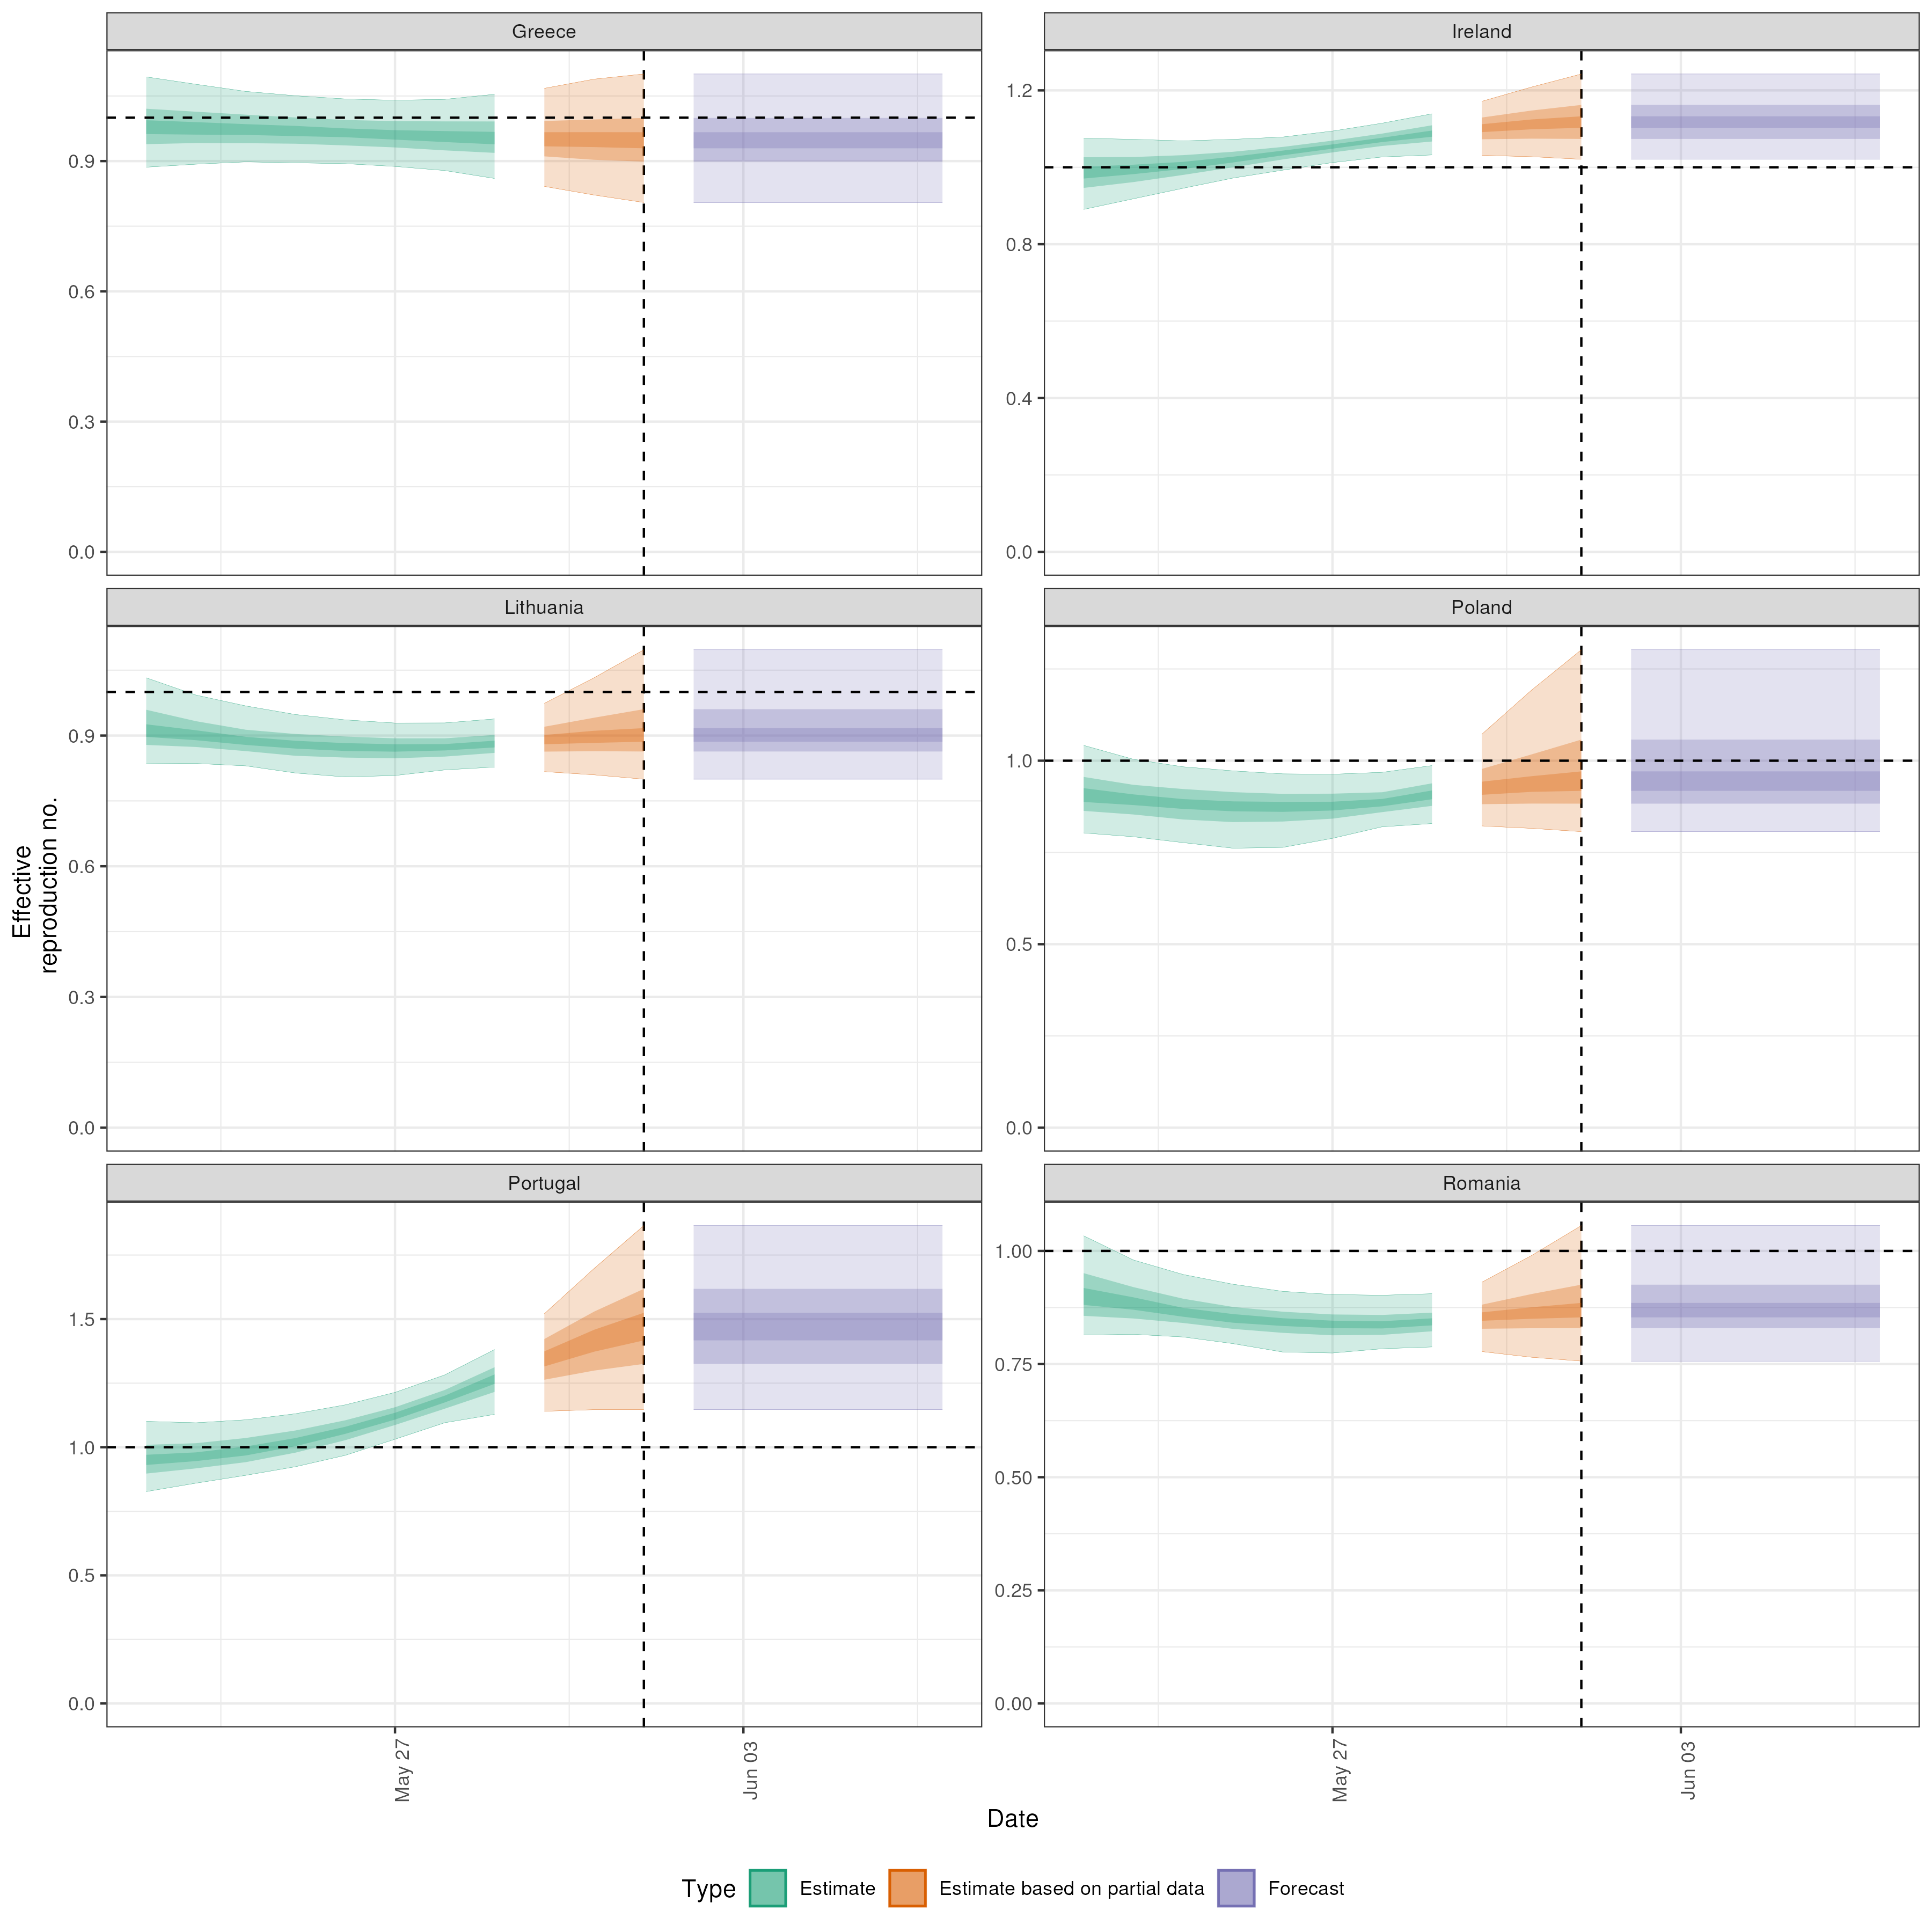 Greece
Ireland
0.9
0.6
0.3
0.0
1.2
0.8
0.4
0.0
Lithuania
Poland
0.9
0.6
0.3
0.0
1.0
0.5
0.0
Portugal
Romania
1.5
1.0
0.5
0.0
1.00
0.75
0.50
0.25
0.00
Effective
reproduction no.
May 27
Jun 03
May 27
Jun 03
Date
Type Estimate Estimate based on partial data Forecast